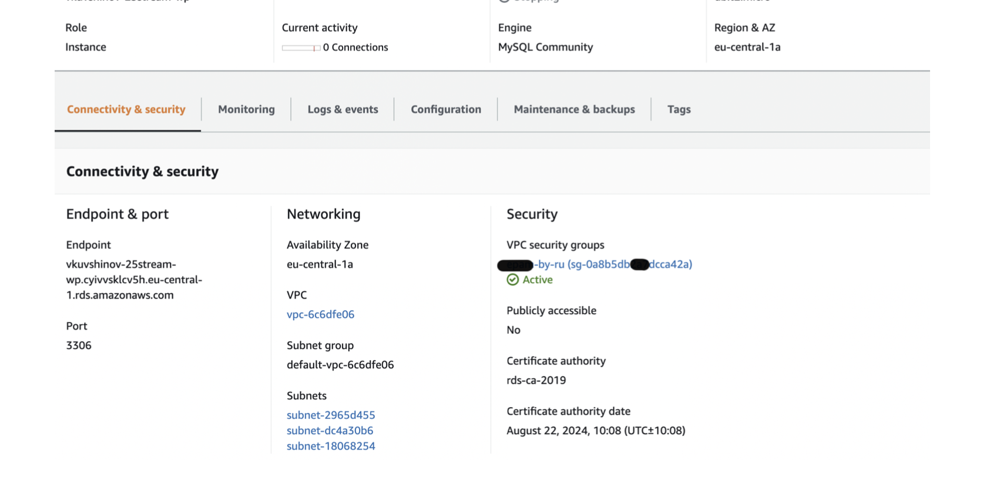 Role
Instance
Current activity
0 Connections
Engine
MySQL Community
Region & AZ
eu-central-1a
Connectivity & security
Monitoring
Logs & events
Configuration
Maintenance & backups
Tags
Connectivity & security
Endpoint & port
Endpoint
vkuvshinov-25stream-
wp.cyivvsklcv5h.eu-central-
1.rds.amazonaws.com
Port
3306
Networking
Availability Zone
eu-central-1a
VPC
vpc-6c6dfe06
Subnet group
default-vpc-6c6dfe06
Subnets
subnet-2965d455
subnet-dc4a30b6
subnet-18068254
Security
VPC security groups
-by-ru (sg-0a8b5db dcca42a)
Active
Publicly accessible
No
Certificate authority
rds-ca-2019
Certificate authority date
August 22, 2024, 10:08 (UTC±10:08)